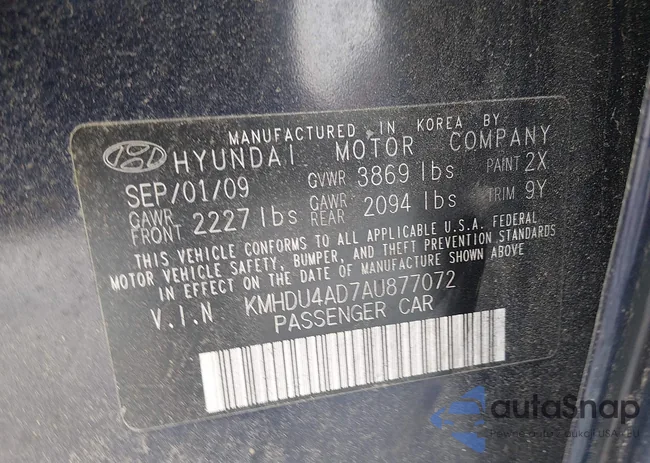 MANUFACTURED IN KOREA BY
HYUNDAI MOTOR COMPANY
SEP/01/09 GVWR 3869 lbs PAINT 2X
GAWR FRONT 2227 lbs GAWR REAR 2094 lbs TRIM 9Y
THIS VEHICLE CONFORMS TO ALL APPLICABLE U.S.A. FEDERAL
MOTOR VEHICLE SAFETY, BUMPER, AND THEFT PREVENTION STANDARDS
IN EFFECT ON THE DATE OF MANUFACTURE SHOWN ABOVE
V.I.N KMHDU4AD7AU877072
PASSENGER CAR
autoSnap